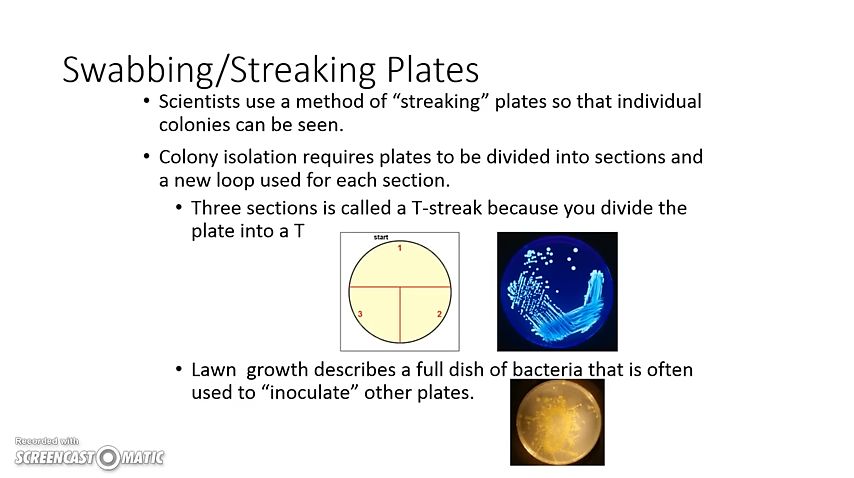 Swabbing/Streaking Plates
• Scientists use a method of “streaking” plates so that individual
colonies can be seen.
• Colony isolation requires plates to be divided into sections and
a new loop used for each section.
• Three sections is called a T-streak because you divide the
plate into a T
start
1
3
2
• Lawn  growth describes a full dish of bacteria that is often
used to “inoculate” other plates.
Recorded with
SCREENCAST-O-MATIC